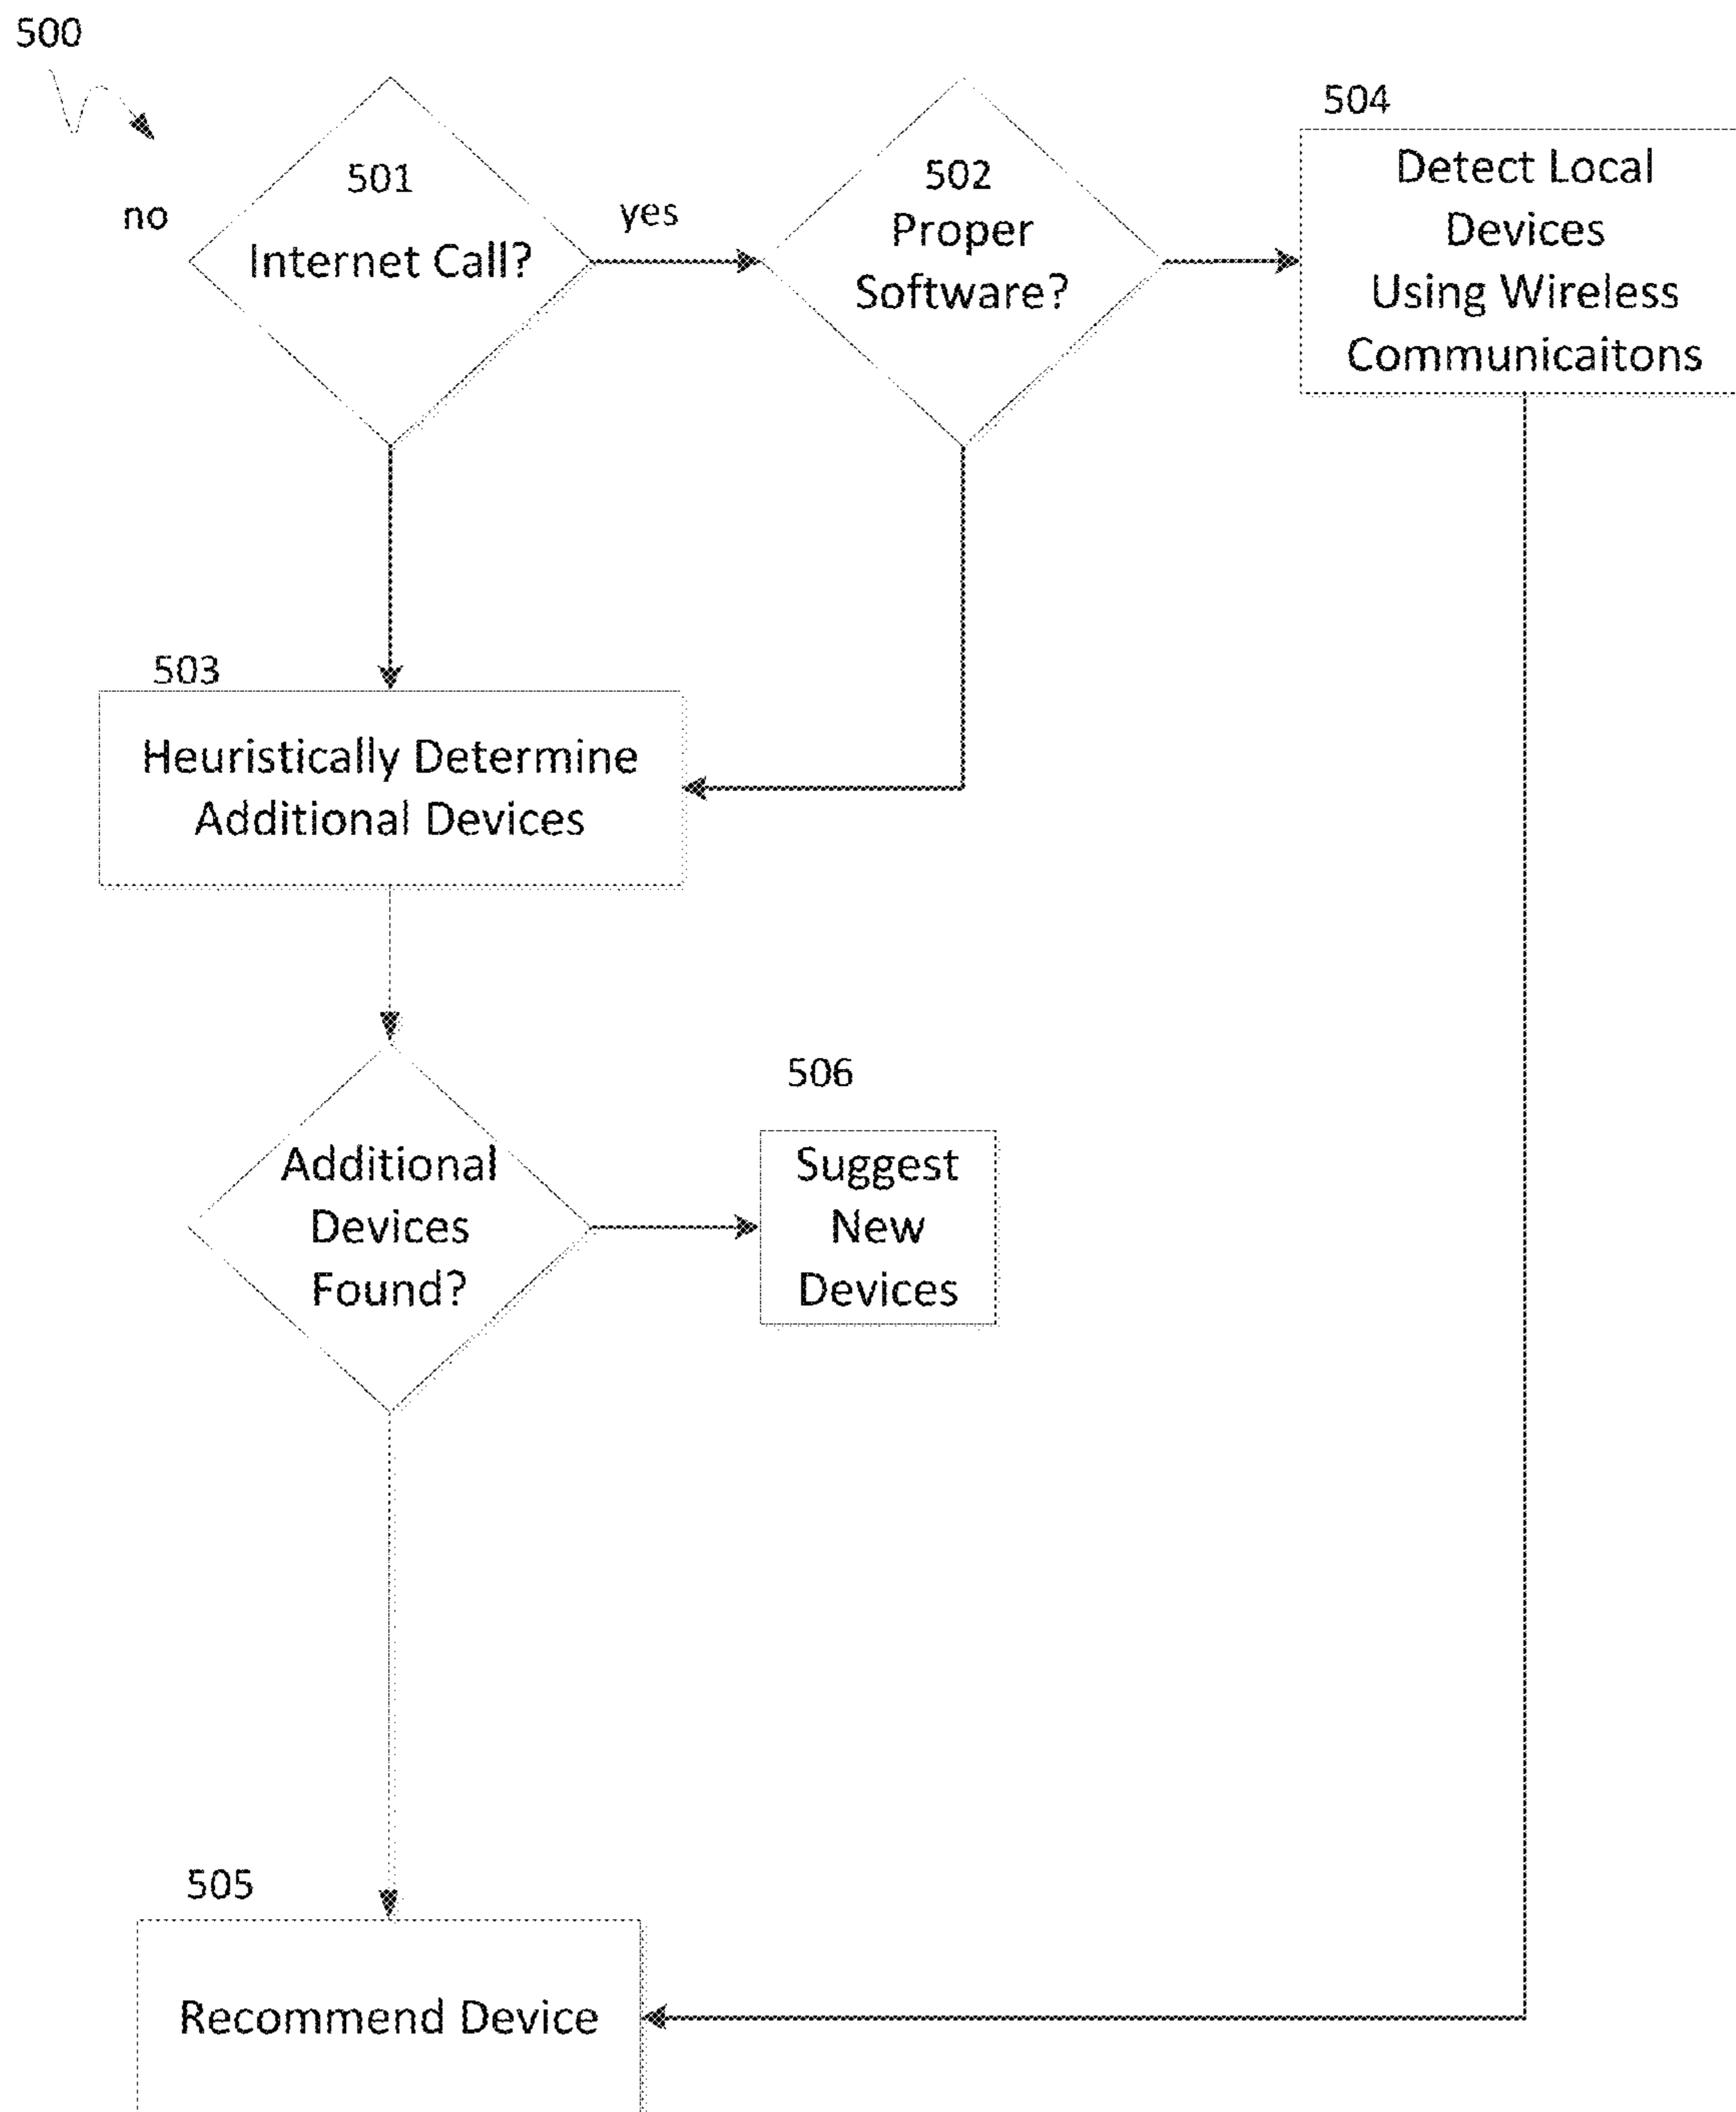 500
501
Internet Call?
no
yes
502
Proper
Software?
504
Detect Local
Devices
Using Wireless
Communicaitons
503
Heuristically Determine
Additional Devices
Additional
Devices
Found?
506
Suggest
New
Devices
505
Recommend Device